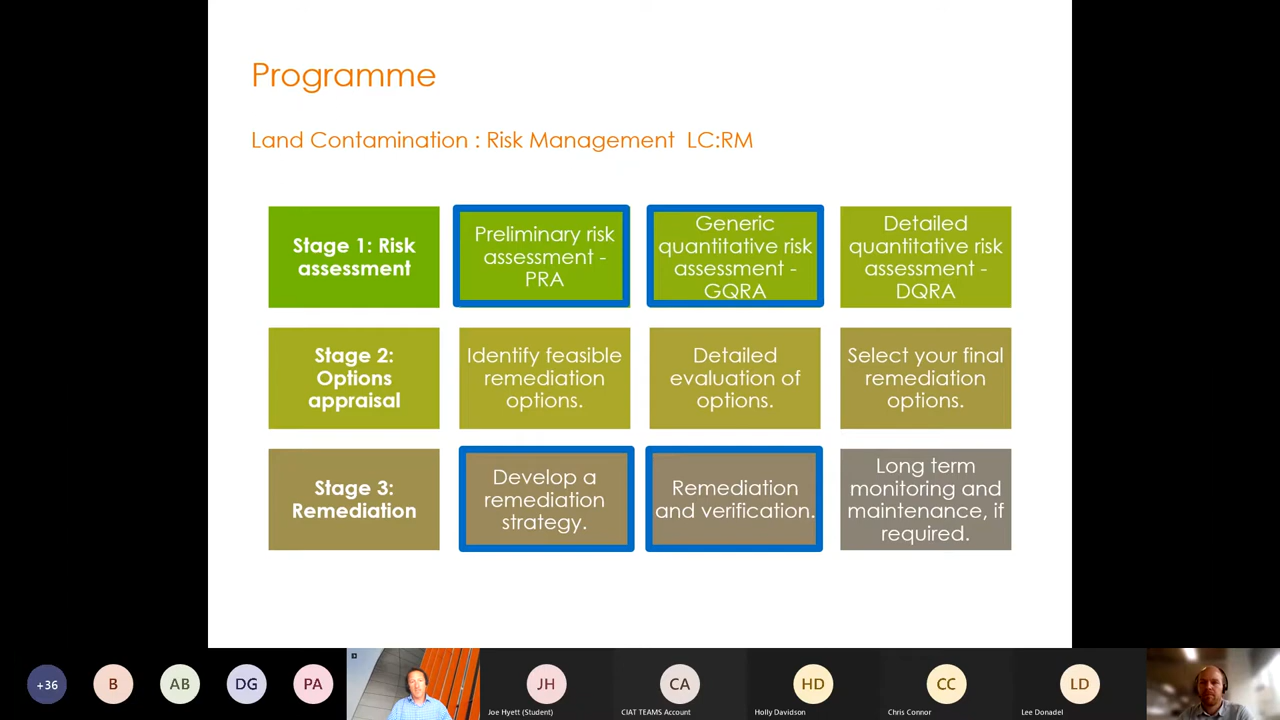 Programme
Land Contamination : Risk Management LC:RM
Stage 1: Risk
assessment
Preliminary risk
assessment -
PRA
Generic
quantitative risk
assessment -
GQRA
Detailed
quantitative risk
assessment -
DQRA
Stage 2:
Options
appraisal
Identify feasible
remediation
options.
Detailed
evaluation of
options.
Select your final
remediation
options.
Stage 3:
Remediation
Develop a
remediation
strategy.
Remediation
and verification.
Long term
monitoring and
maintenance, if
required.
+36
B
AB
DG
PA
JH
Joe Hyett (Student)
CA
CIAT TEAMS Account
HD
Holly Davidson
CC
Chris Connor
LD
Lee Donadel